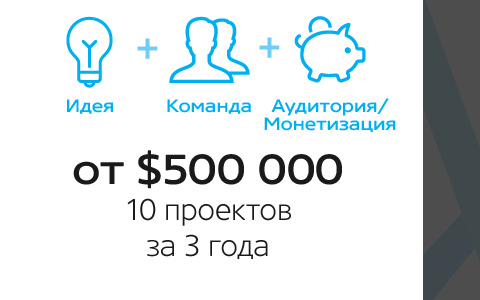 Идея + Команда + Аудитория/
Монетизация
от $500 000
10 проектов
за 3 года